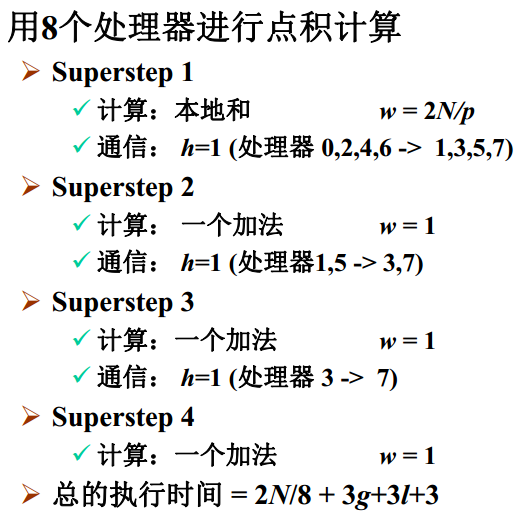 用8个处理器进行点积计算
➢ Superstep 1
✓ 计算：本地和 w = 2N/p
✓ 通信： h=1 (处理器 0,2,4,6 -> 1,3,5,7)
➢ Superstep 2
✓ 计算： 一个加法 w = 1
✓ 通信： h=1 (处理器1,5 -> 3,7)
➢ Superstep 3
✓ 计算：一个加法 w = 1
✓ 通信： h=1 (处理器 3 -> 7)
➢ Superstep 4
✓ 计算：一个加法 w = 1
➢ 总的执行时间 = 2N/8 + 3g+3l+3